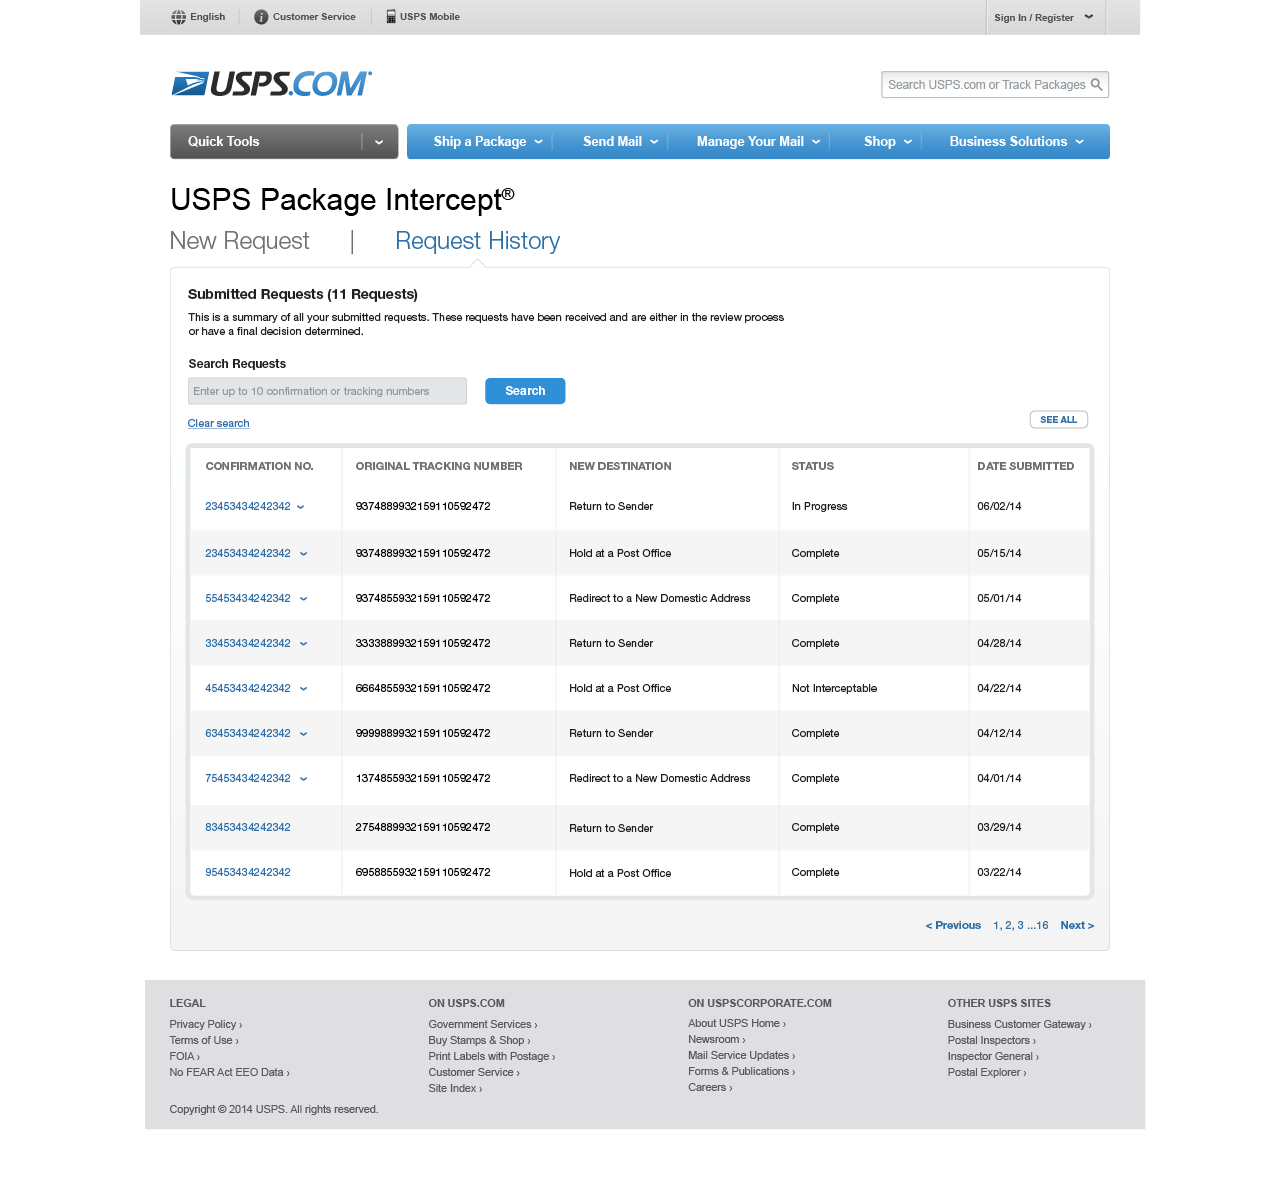 English Customer Service USPS Mobile Sign In / Register
USPS.COM
Search USPS.com or Track Packages
Quick Tools Ship a Package Send Mail Manage Your Mail Shop Business Solutions
USPS Package Intercept®
New Request | Request History
Submitted Requests (11 Requests)
This is a summary of all your submitted requests. These requests have been received and are either in the review process
or have a final decision determined.
Search Requests
Enter up to 10 confirmation or tracking numbers Search
Clear search SEE ALL
CONFIRMATION NO. ORIGINAL TRACKING NUMBER NEW DESTINATION STATUS DATE SUBMITTED
23453434242342 9374889932159110592472 Return to Sender In Progress 06/02/14
23453434242342 9374889932159110592472 Hold at a Post Office Complete 05/15/14
55453434242342 9374855932159110592472 Redirect to a New Domestic Address Complete 05/01/14
33453434242342 3333889932159110592472 Return to Sender Complete 04/28/14
45453434242342 6664855932159110592472 Hold at a Post Office Not Interceptable 04/22/14
63453434242342 9999889932159110592472 Return to Sender Complete 04/12/14
75453434242342 1374855932159110592472 Redirect to a New Domestic Address Complete 04/01/14
83453434242342 2754889932159110592472 Return to Sender Complete 03/29/14
95453434242342 6958855932159110592472 Hold at a Post Office Complete 03/22/14
< Previous 1, 2, 3 ...16 Next >
LEGAL ON USPS.COM ON USPSCORPORATE.COM OTHER USPS SITES
Privacy Policy › Government Services › About USPS Home › Business Customer Gateway ›
Terms of Use › Buy Stamps & Shop › Newsroom › Postal Inspectors ›
FOIA › Print Labels with Postage › Mail Service Updates › Inspector General ›
No FEAR Act EEO Data › Customer Service › Forms & Publications › Postal Explorer ›
Site Index › Careers ›
Copyright © 2014 USPS. All rights reserved.